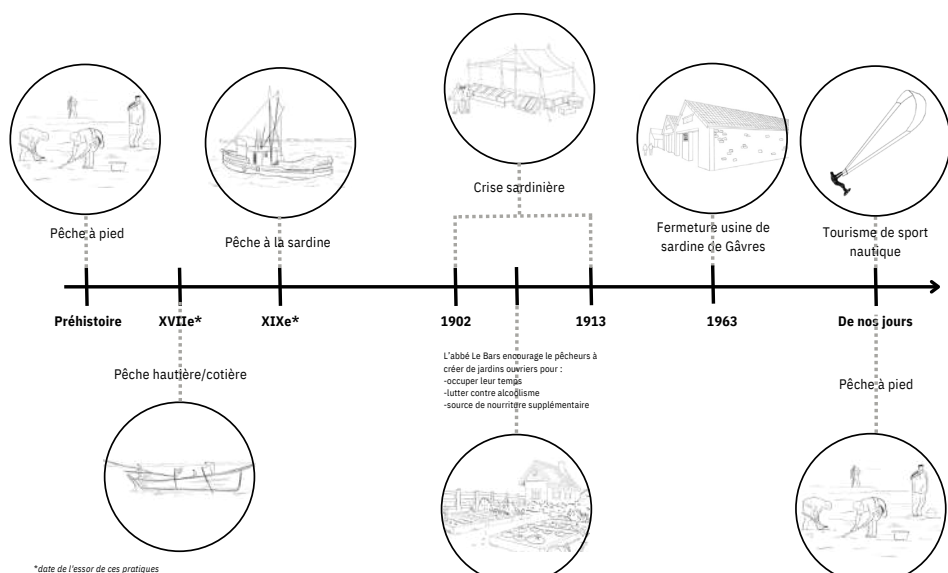 Crise sardinière
Pêche à pied
Pêche à la sardine
Fermeture usine de
sardine de Gâvres
Tourisme de sport
nautique
Préhistoire
XVIIe*
XIXe*
1902
1913
1963
De nos jours
Pêche hautière/cotière
L'abbé Le Bars encourage le pêcheurs à
créer de jardins ouvriers pour :
-occuper leur temps
-lutter contre alcoolisme
-source de nourriture supplémentaire
Pêche à pied
*date de l'essor de ces pratiques